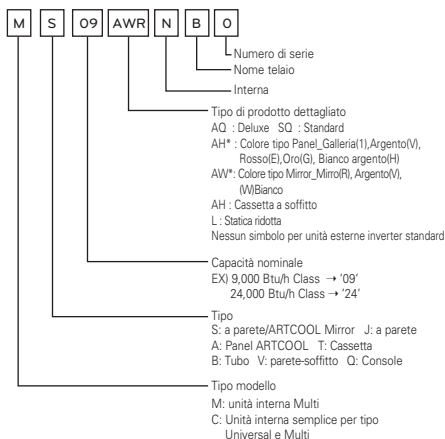 M S 09 AWR N B 0
Numero di serie
Nome telaio
Interna
Tipo di prodotto dettagliato
AQ : Deluxe SQ : Standard
AH* : Colore tipo Panel_Galleria(1),Argento(V),
Rosso(E),Oro(G), Bianco argento(H)
AW*: Colore tipo Mirror_Mirro(R), Argento(V),
(W)Bianco
AH : Cassetta a soffitto
L : Statica ridotta
Nessun simbolo per unità esterne inverter standard
Capacità nominale
EX) 9,000 Btu/h Class → '09'
24,000 Btu/h Class → '24'
Tipo
S: a parete/ARTCOOL Mirror J: a parete
A: Panel ARTCOOL T: Cassetta
B: Tubo V: parete-soffitto Q: Console
Tipo modello
M: unità interna Multi
C: Unità interna semplice per tipo
Universal e Multi